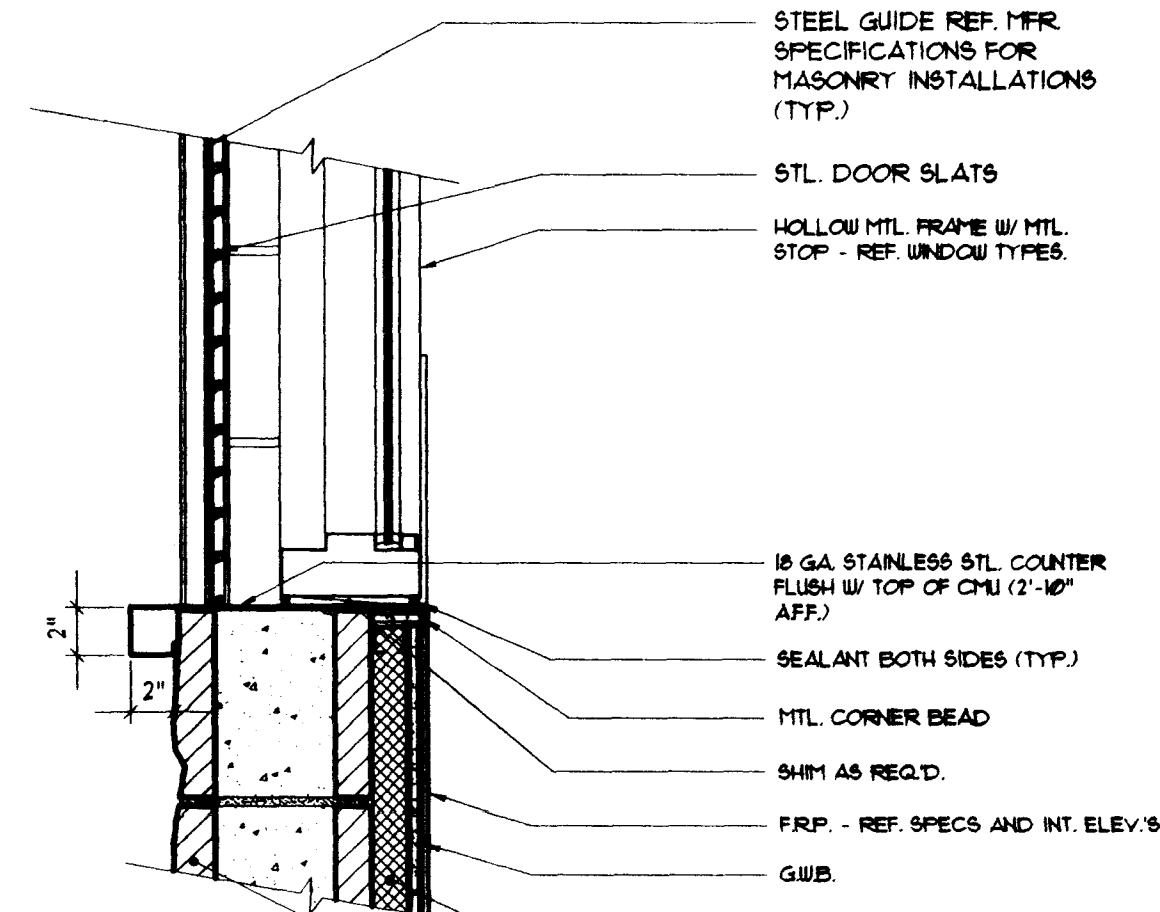 STEEL GUIDE REF. MFR.
SPECIFICATIONS FOR
MASONRY INSTALLATIONS
(TYP.)
STL. DOOR SLATS
HOLLOW MTL. FRAME W/ MTL.
STOP - REF. WINDOW TYPES.
18 GA. STAINLESS STL. COUNTER
FLUSH W/ TOP OF CMU (2'-10"
AFF.)
2"
2"
SEALANT BOTH SIDES (TYP.)
MTL. CORNER BEAD
SHIM AS REQ'D.
F.R.P. - REF. SPECS AND INT. ELEV.'S
G.W.B.